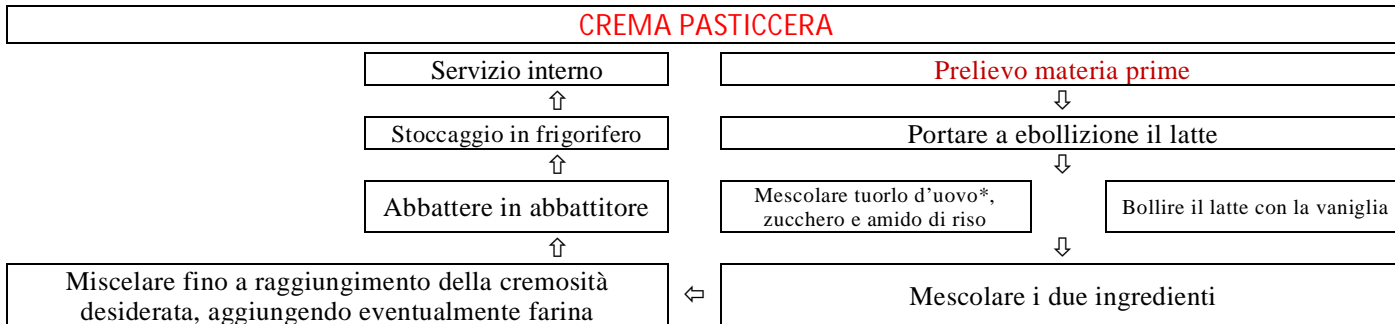 CREMA PASTICCERA
Servizio interno
Prelievo materia prime
⇧
⇩
Stoccaggio in frigorifero
Portare a ebollizione il latte
⇧
⇩
Abbattere in abbattitore
Mescolare tuorlo d'uovo*,
zucchero e amido di riso
Bollire il latte con la vaniglia
⇧
⇩
Miscelare fino a raggiungimento della cremosità
desiderata, aggiungendo eventualmente farina
⇦
Mescolare i due ingredienti